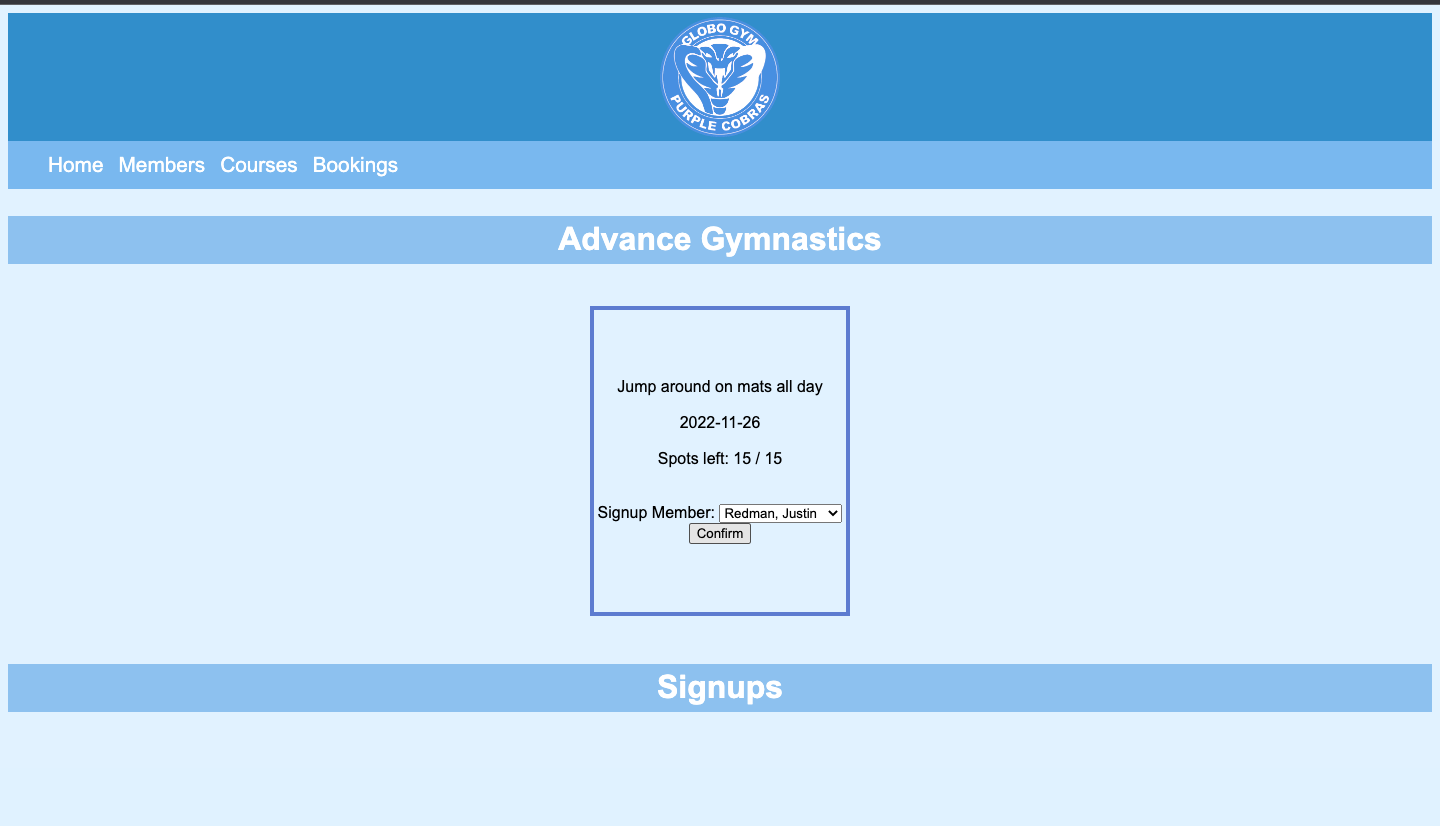 GLOBO GYM
PURPLE COBRAS
Home Members Courses Bookings
Advance Gymnastics
Jump around on mats all day
2022-11-26
Spots left: 15 / 15
Signup Member: Redman, Justin
Confirm
Signups